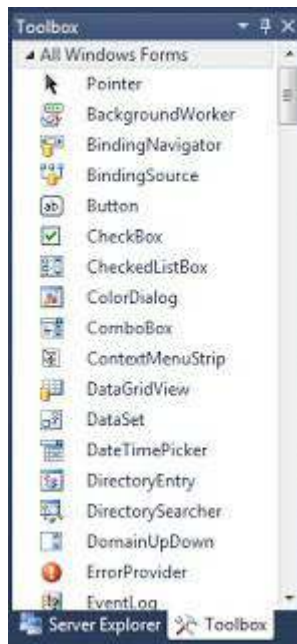 Toolbox
All Windows Forms
Pointer
BackgroundWorker
BindingNavigator
BindingSource
Button
CheckBox
CheckedListBox
ColorDialog
ComboBox
ContextMenuStrip
DataGridView
DataSet
DateTimePicker
DirectoryEntry
DirectorySearcher
DomainUpDown
ErrorProvider
EventLog
Server Explorer Toolbox